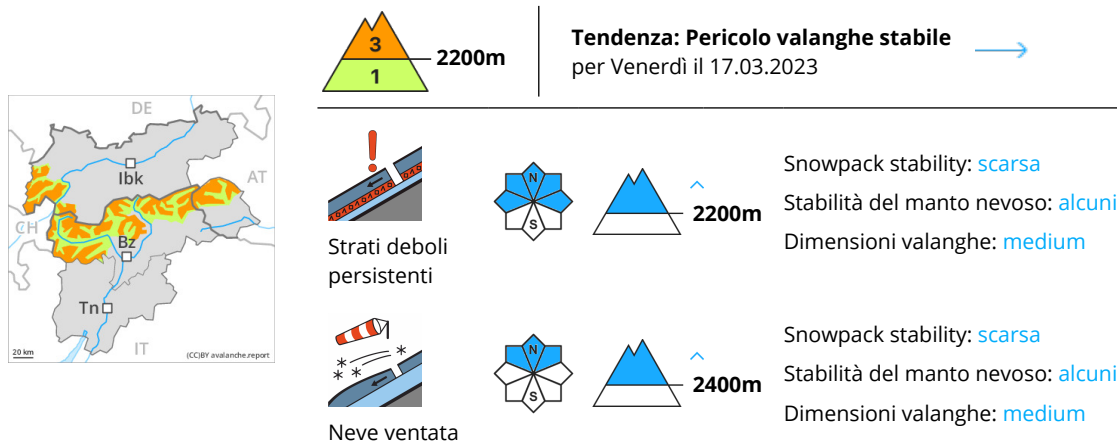 3
1
2200m
Tendenza: Pericolo valanghe stabile
per Venerdì il 17.03.2023
DE
Ibk
AT
CH
Bz
Tn
IT
20 km
(CC)BY avalanche.report
Strati deboli
persistenti
N
S
2200m
Snowpack stability: scarsa
Stabilità del manto nevoso: alcuni
Dimensioni valanghe: medium
Neve ventata
N
S
2400m
Snowpack stability: scarsa
Stabilità del manto nevoso: alcuni
Dimensioni valanghe: medium